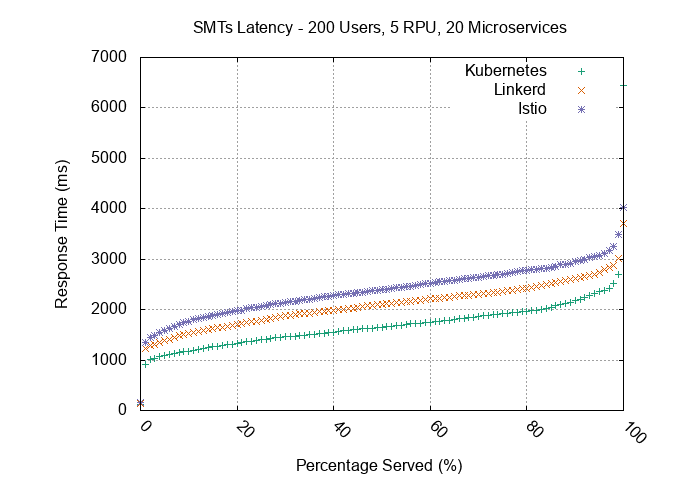 SMTs Latency - 200 Users, 5 RPU, 20 Microservices
7000
6000
5000
4000
3000
2000
1000
0
Response Time (ms)
Kubernetes
Linkerd
Istio
0
20
40
60
80
100
Percentage Served (%)